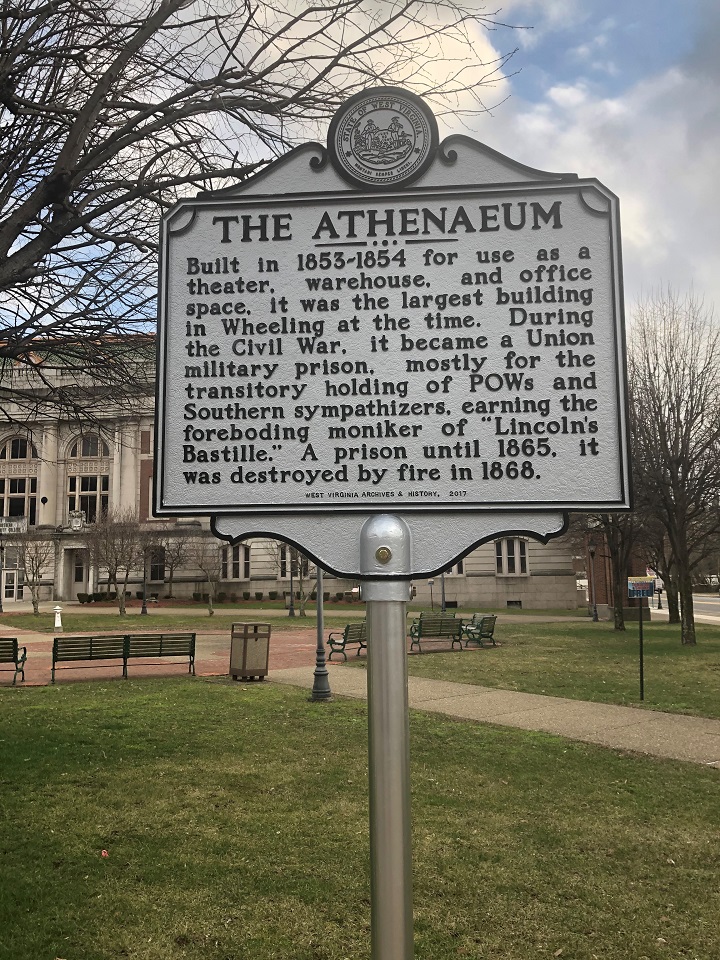 STATE OF WEST VIRGINIA
MONTANI SEMPER LIBERI
THE ATHENAEUM
Built in 1853-1854 for use as a
theater, warehouse, and office
space, it was the largest building
in Wheeling at the time. During
the Civil War, it became a Union
military prison, mostly for the
transitory holding of POWs and
Southern sympathizers, earning the
foreboding moniker of "Lincoln's
Bastille." A prison until 1865, it
was destroyed by fire in 1868.
WEST VIRGINIA ARCHIVES & HISTORY, 2017